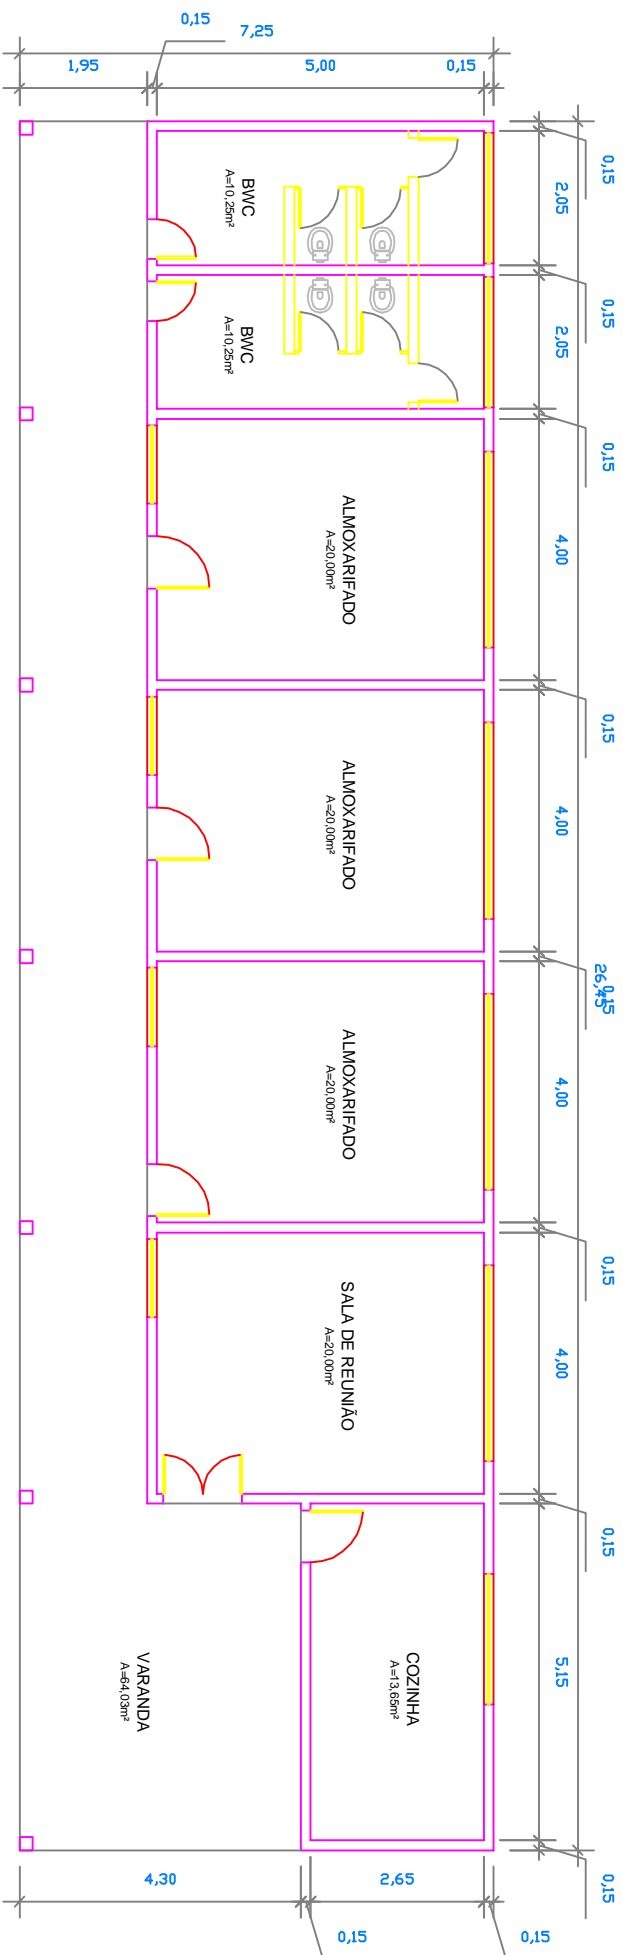 0,15
7,25
1,95
5,00
0,15
0,15
2,05
0,15
2,05
0,15
4,00
0,15
4,00
0,15
26,45
4,00
0,15
4,00
0,15
5,15
0,15
BWC
A=10,25m²
BWC
A=10,25m²
ALMOXARIFADO
A=20,00m²
ALMOXARIFADO
A=20,00m²
ALMOXARIFADO
A=20,00m²
SALA DE REUNIÃO
A=20,00m²
COZINHA
A=13,65m²
VARANDA
A=64,03m²
4,30
2,65
0,15
0,15